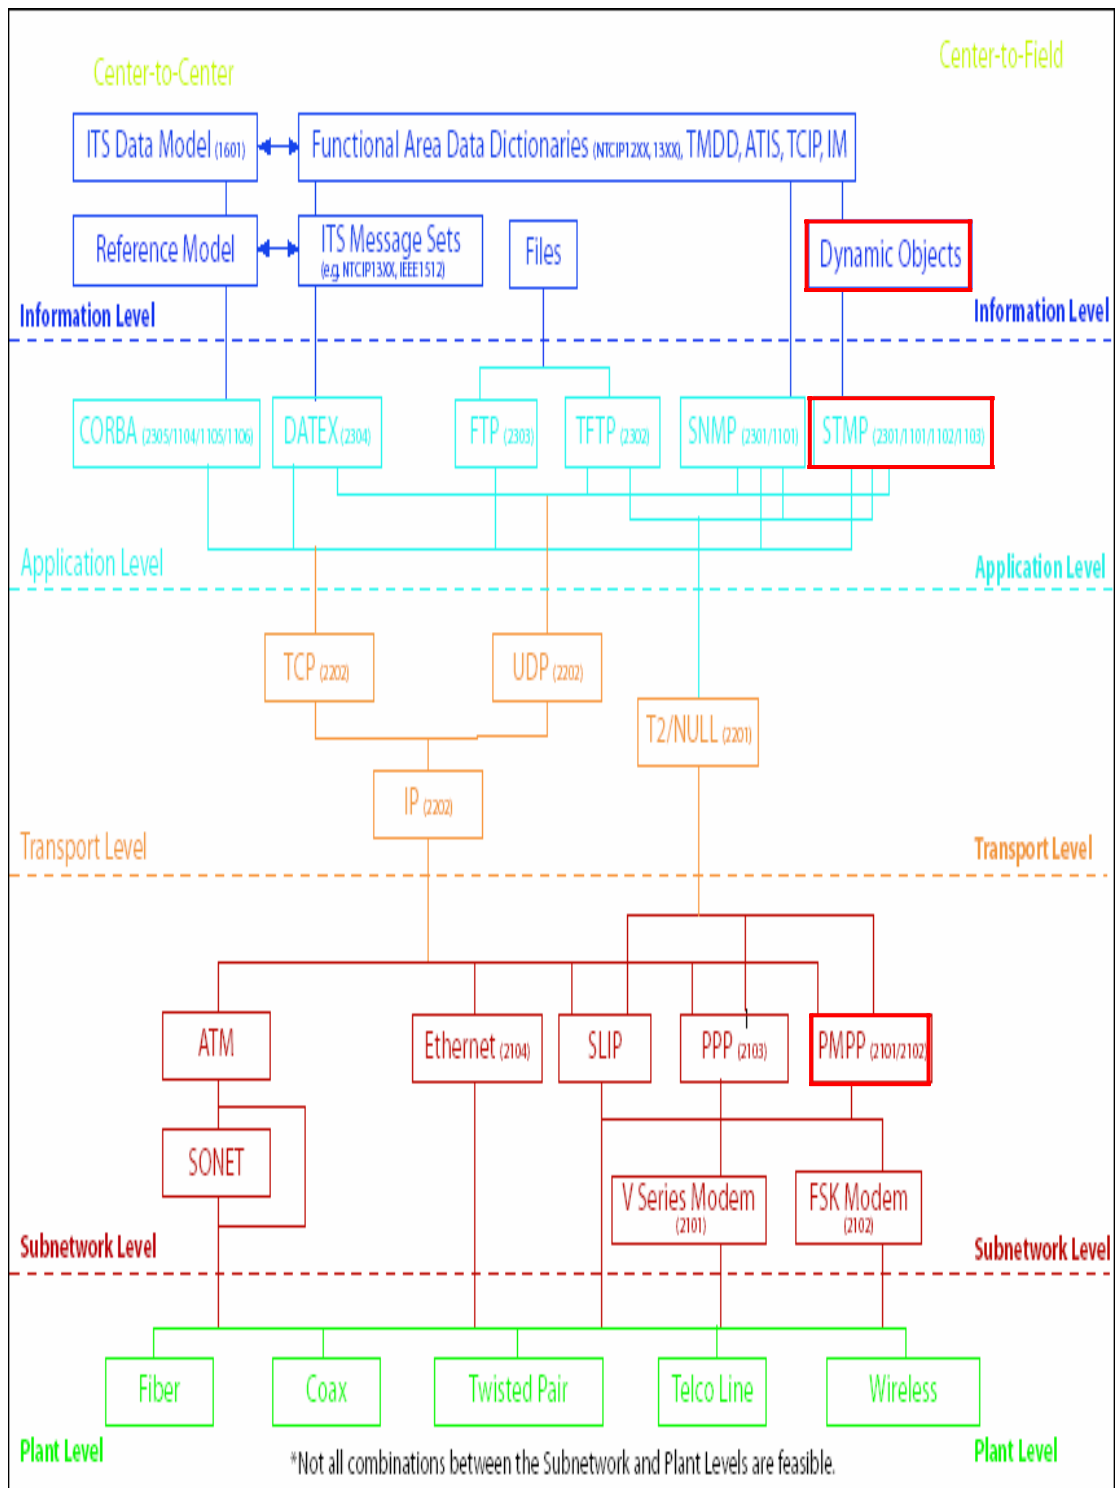 Center-to-Center
Center-to-Field
ITS Data Model (1601)
Functional Area Data Dictionaries (NTCIP12XX, 13XX), TMDD, ATIS, TCIP, IM
Reference Model
ITS Message Sets
(e.g. NTCIP13XX, IEEE1512)
Files
Dynamic Objects
Information Level
Information Level
CORBA (2305/1104/1105/1106)
DATEX (2304)
FTP (2303)
TFTP (2302)
SNMP (2301/1101)
STMP (2301/1101/1102/1103)
Application Level
Application Level
TCP (2202)
UDP (2202)
T2/NULL (2201)
IP (2202)
Transport Level
Transport Level
ATM
Ethernet (2104)
SLIP
PPP (2103)
PMPP (2101/2102)
SONET
V Series Modem
(2101)
FSK Modem
(2102)
Subnetwork Level
Subnetwork Level
Fiber
Coax
Twisted Pair
Telco Line
Wireless
Plant Level
Plant Level
*Not all combinations between the Subnetwork and Plant Levels are feasible.